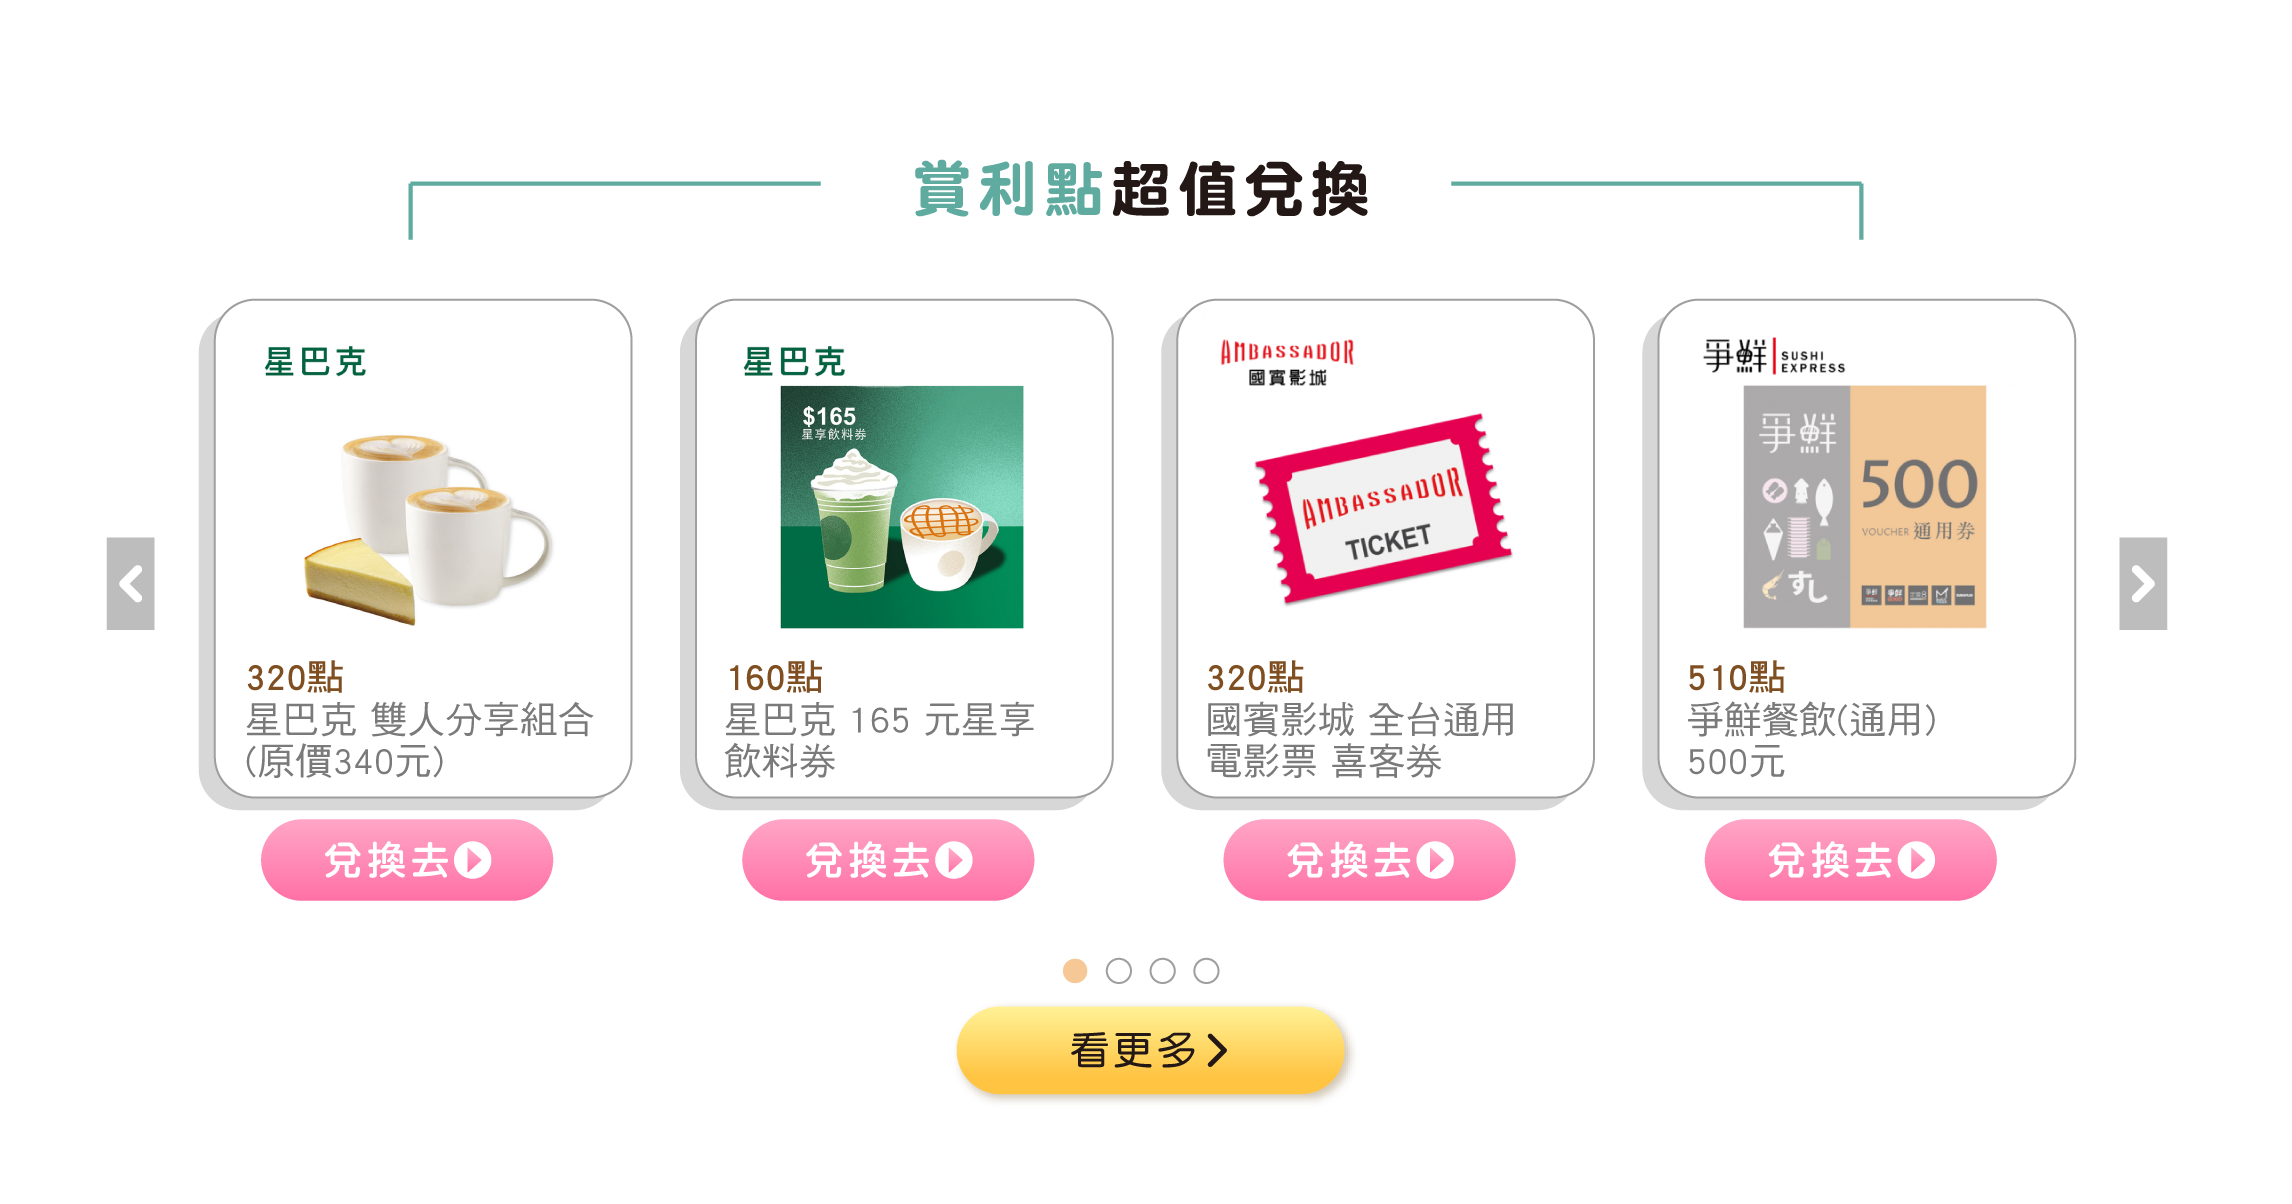 賞利點超值兌換
星巴克
320點
星巴克 雙人分享組合
(原價340元)
兌換去
星巴克
$165
星享飲料券
160點
星巴克 165 元星享
飲料券
兌換去
AMBASSADOR
國賓影城
AMBASSADOR
TICKET
320點
國賓影城 全台通用
電影票 喜客券
兌換去
爭鮮 SUSHI
EXPRESS
爭鮮
500
VOUCHER 通用券
すし
510點
爭鮮餐飲(通用)
500元
兌換去
看更多